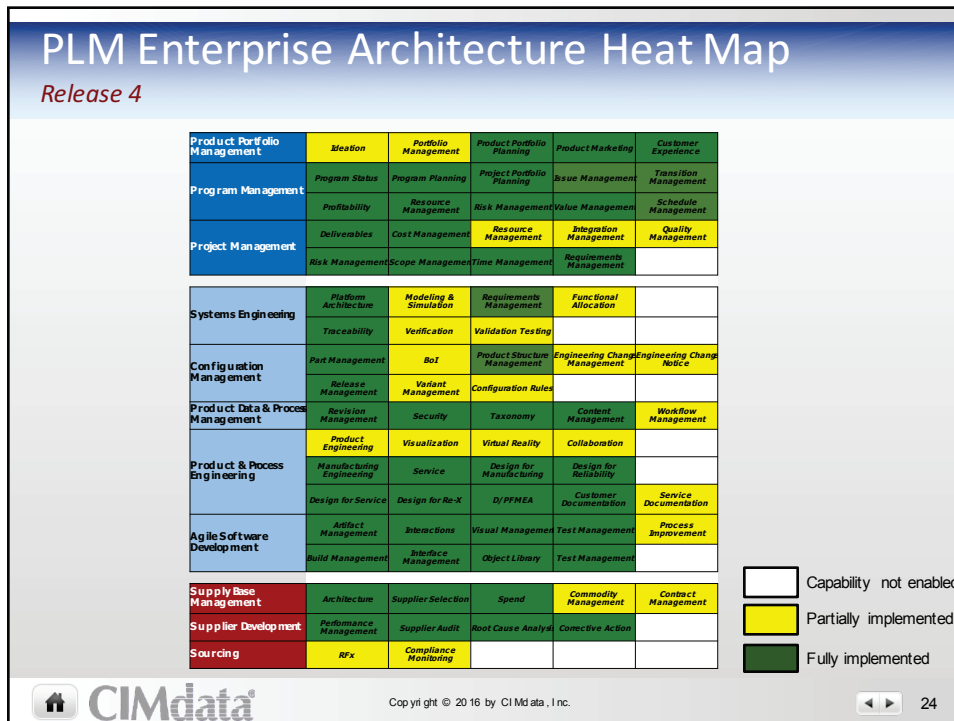 PLM Enterprise Architecture Heat Map
Release 4
Product Portfolio Management
Ideation
Portfolio Management
Product Portfolio Planning
Product Marketing
Customer Experience
Program Management
Program Status
Program Planning
Project Portfolio Planning
Issue Management
Transition Management
Profitability
Resource Management
Risk Management
Value Management
Schedule Management
Project Management
Deliverables
Cost Management
Resource Management
Integration Management
Quality Management
Risk Management
Scope Managemen
Time Management
Requirements Management
Systems Engineering
Platform Architecture
Modeling & Simulation
Requirements Management
Functional Allocation
Traceability
Verification
Validation Testing
Configuration Management
Part Management
BoI
Product Structure Management
Engineering Change Management
Engineering Change Notice
Release Management
Variant Management
Configuration Rules
Product Data & Process Management
Revision Management
Security
Taxonomy
Content Management
Workflow Management
Product & Process Engineering
Product Engineering
Visualization
Virtual Reality
Collaboration
Manufacturing Engineering
Service
Design for Manufacturing
Design for Reliability
Design for Service
Design for Re-X
D/PFMEA
Customer Documentation
Service Documentation
Agile Software Development
Artifact Management
Interactions
Visual Managemen
Test Management
Process Improvement
Build Management
Interface Management
Object Library
Test Management
Supply Base Management
Architecture
Supplier Selection
Spend
Commodity Management
Contract Management
Supplier Development
Performance Management
Supplier Audit
Root Cause Analysis
Corrective Action
Sourcing
RFx
Compliance Monitoring
Capability not enabled
Partially implemented
Fully implemented
CIMdata®
Copyright © 2016 by CIMdata, Inc.
24